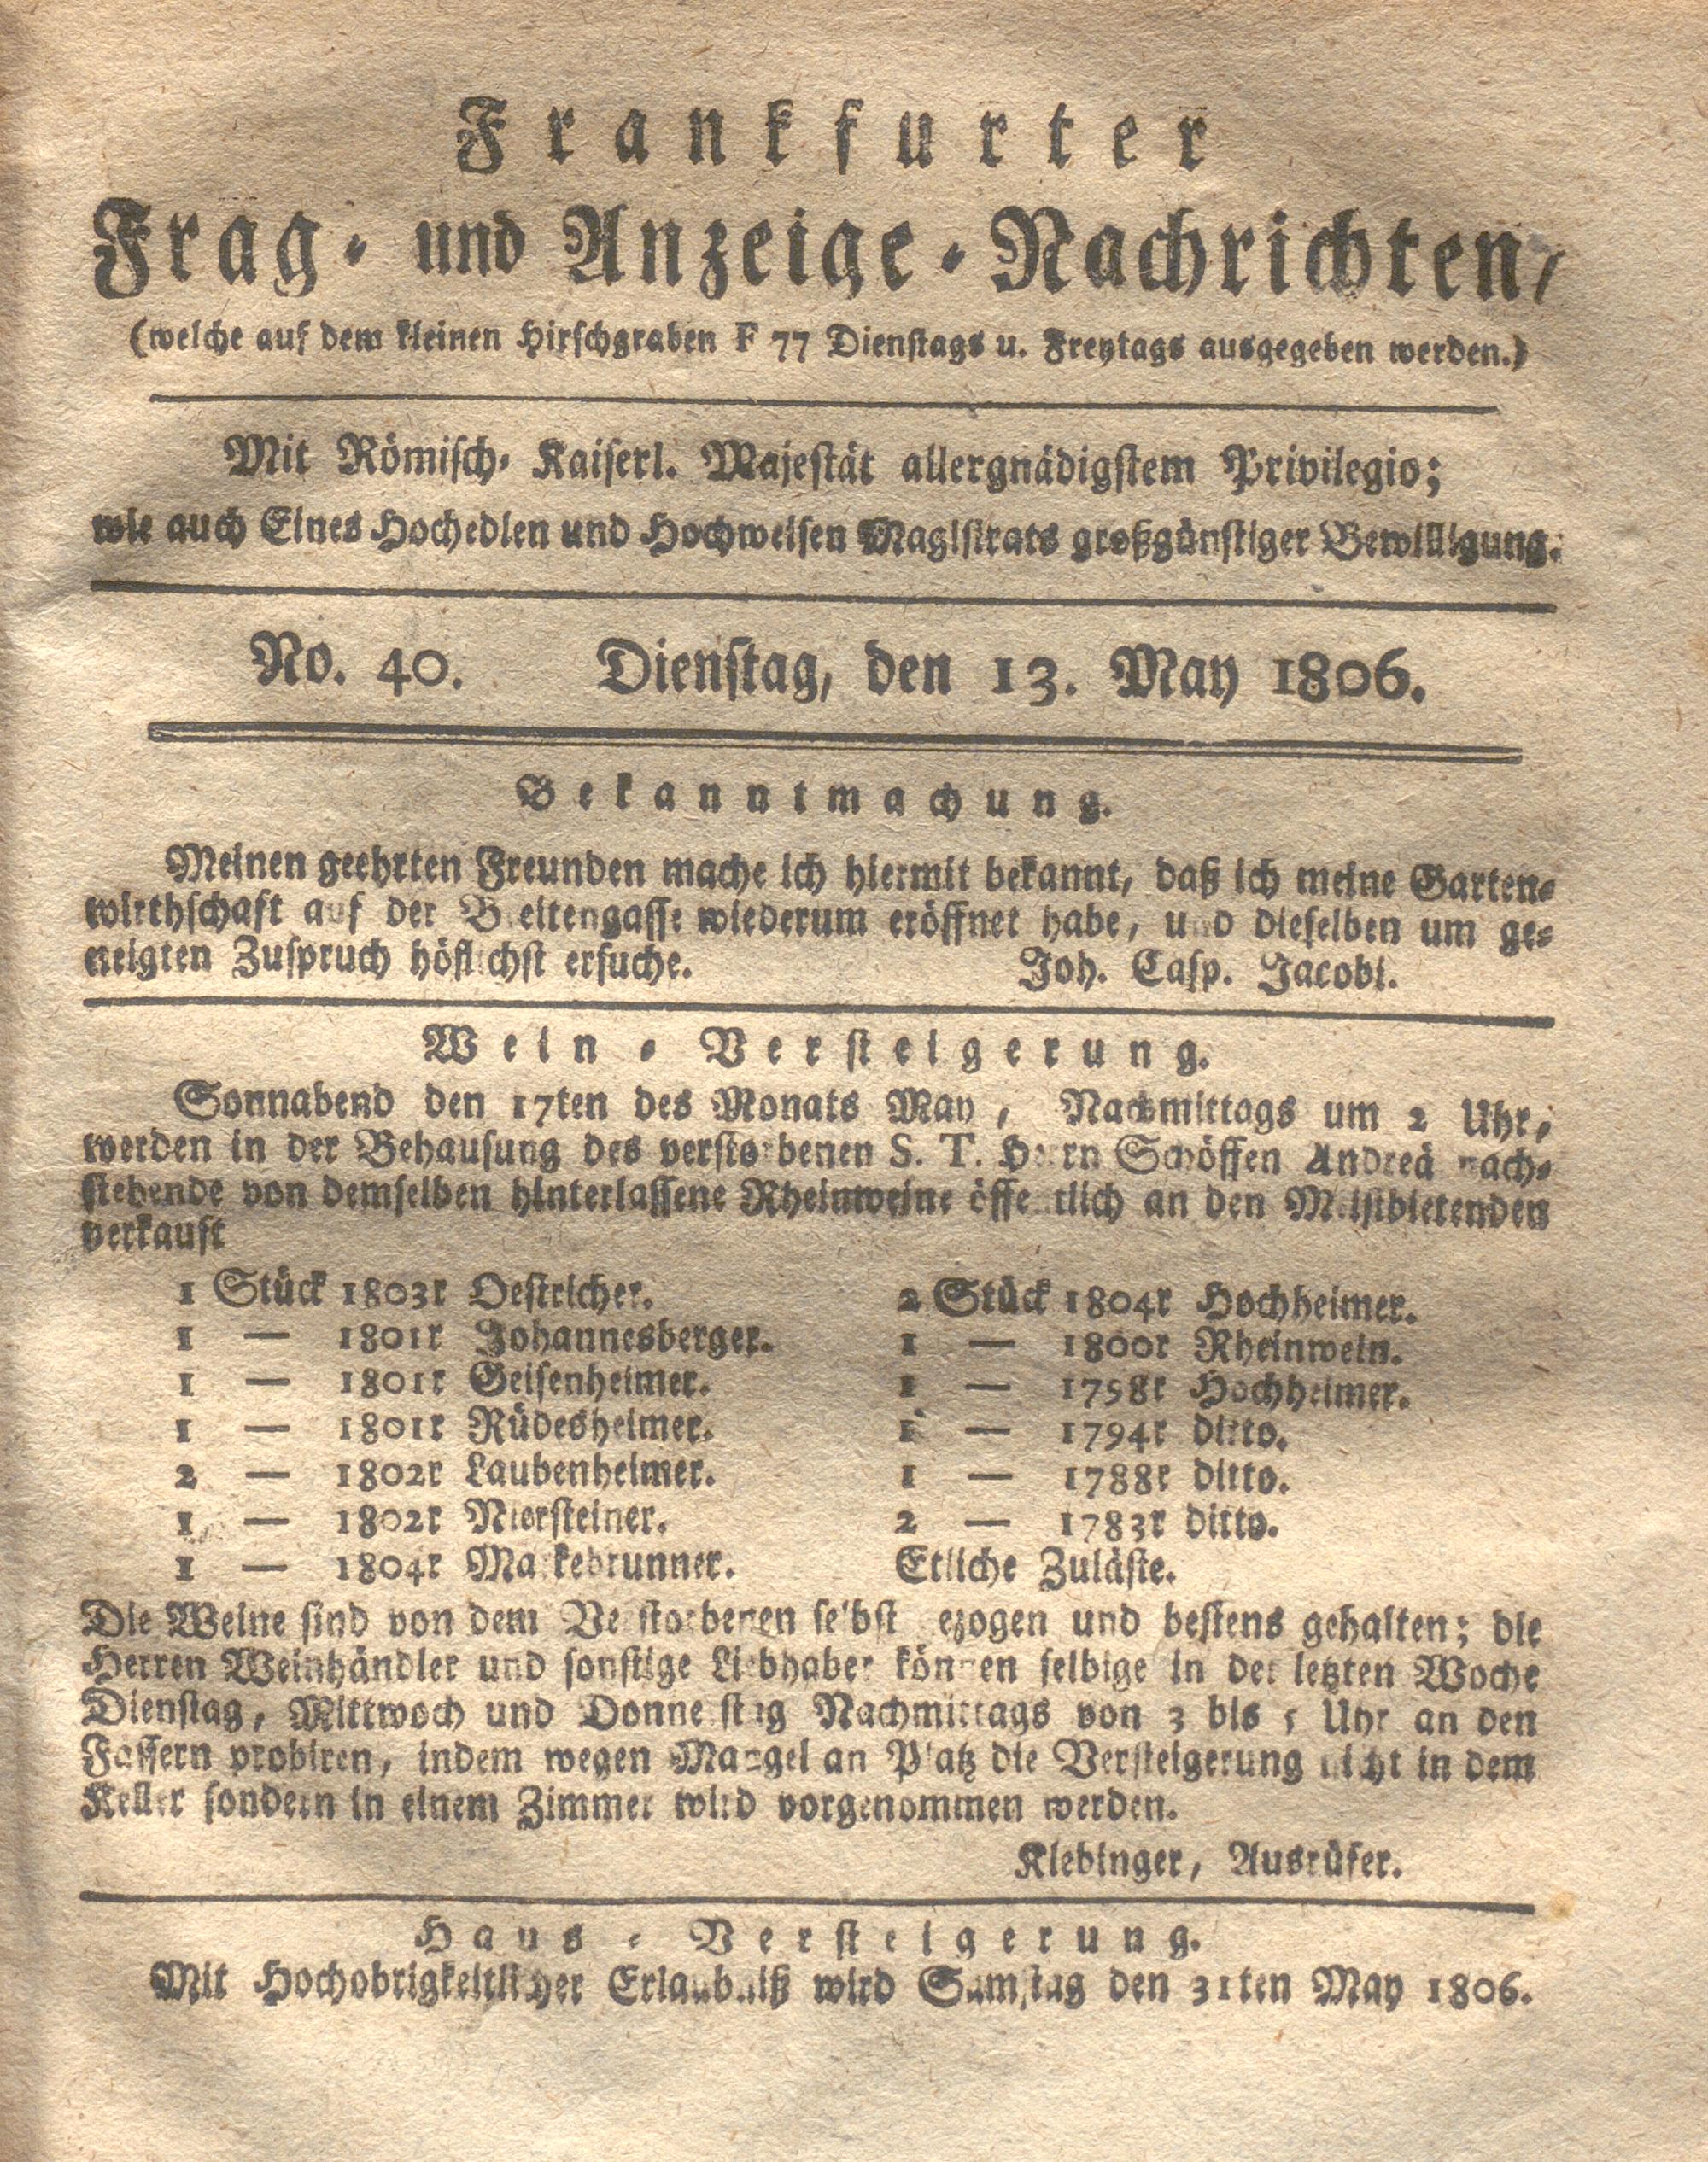 Frankfurter
Frag- und Anzeige-Nachrichten,
(welche auf dem kleinen Hirschgraben F 77 Dienstags u. Freytags ausgegeben werden.)
Mit Römisch-Kaiserl. Majestät allergnädigstem Privilegio;
wie auch Eines Hochedlen und Hochweisen Magistrats großgünstiger Bewilligung.
No. 40. Dienstag, den 13. May 1806.
Bekanntmachung.
Meinen geehrten Freunden mache ich hiermit bekannt, daß ich meine Garten-
wirthschaft auf der Breitengasse wiederum eröffnet habe, und dieselben um ge-
neigten Zuspruch höflichst ersuche. Joh. Casp. Jacobi.
Wein-Versteigerung.
Sonnabend den 17ten des Monats May, Nachmittags um 2 Uhr,
werden in der Behausung des verstorbenen S. T. Herrn Schöffen Andreä nach-
stehende von demselben hinterlassene Rheinweine öffentlich an den Meistbietenden
verkauft
1 Stück 1803r Oestricher.
1 — 1801r Johannesberger.
1 — 1801r Geisenheimer.
1 — 1801r Rüdesheimer.
2 — 1802r Laubenheimer.
1 — 1802r Niersteiner.
1 — 1804r Markebrunner.
2 Stück 1804r Hochheimer.
1 — 1800r Rheinwein.
1 — 1798r Hochheimer.
1 — 1794r ditto.
1 — 1788r ditto.
2 — 1783r ditto.
Etliche Zuläste.
Die Weine sind von dem Verstorbenen selbst gezogen und bestens gehalten; die
Herren Weinhändler und sonstige Liebhaber können selbige in der letzten Woche
Dienstag, Mittwoch und Donnerstag Nachmittags von 3 bis 5 Uhr an den
Fässern probiren, indem wegen Mangel an Platz die Versteigerung nicht in dem
Keller sondern in einem Zimmer wird vorgenommen werden.
Klebinger, Ausrüfer.
Haus-Versteigerung.
Mit Hochobrigkeitlicher Erlaubniß wird Samstag den 31ten May 1806.